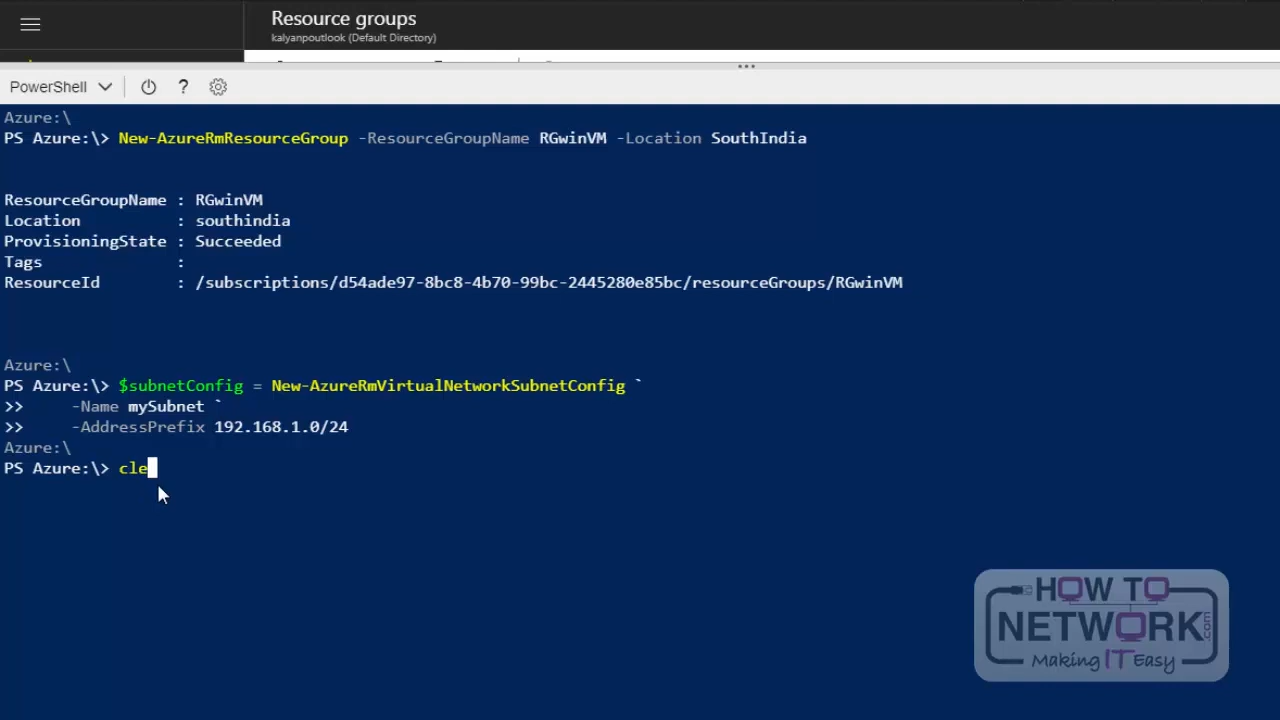 Resource groups
kalyanpoutlook (Default Directory)
PowerShell
?
Azure:\
PS Azure:\> New-AzureRmResourceGroup -ResourceGroupName RGwinVM -Location SouthIndia
ResourceGroupName : RGwinVM
Location : southindia
ProvisioningState : Succeeded
Tags :
ResourceId : /subscriptions/d54ade97-8bc8-4b70-99bc-2445280e85bc/resourceGroups/RGwinVM
Azure:\
PS Azure:\> $subnetConfig = New-AzureRmVirtualNetworkSubnetConfig `
>> -Name mySubnet `
>> -AddressPrefix 192.168.1.0/24
Azure:\
PS Azure:\> cle
HOW TO
NETWORK.com
Making IT Easy